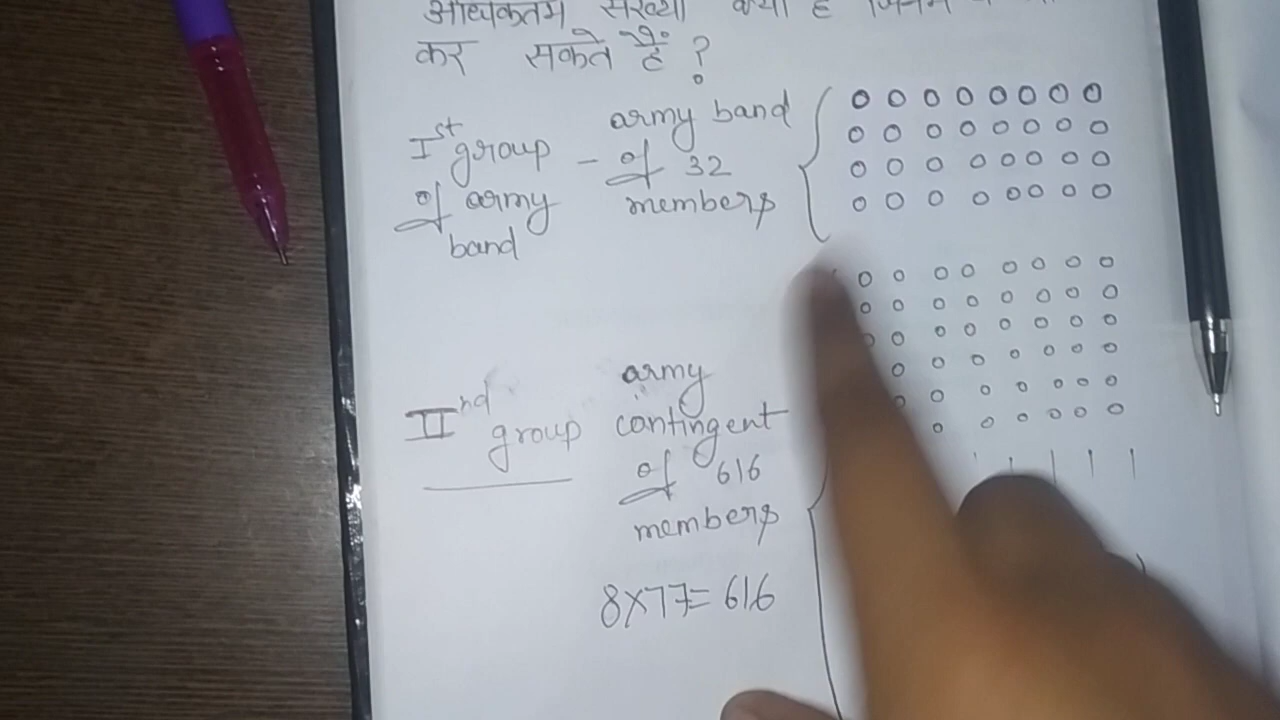 कर सकते हैं ?
Ist group of army band - army band of 32 members
IInd group army contingent of 616 members
8×77=616